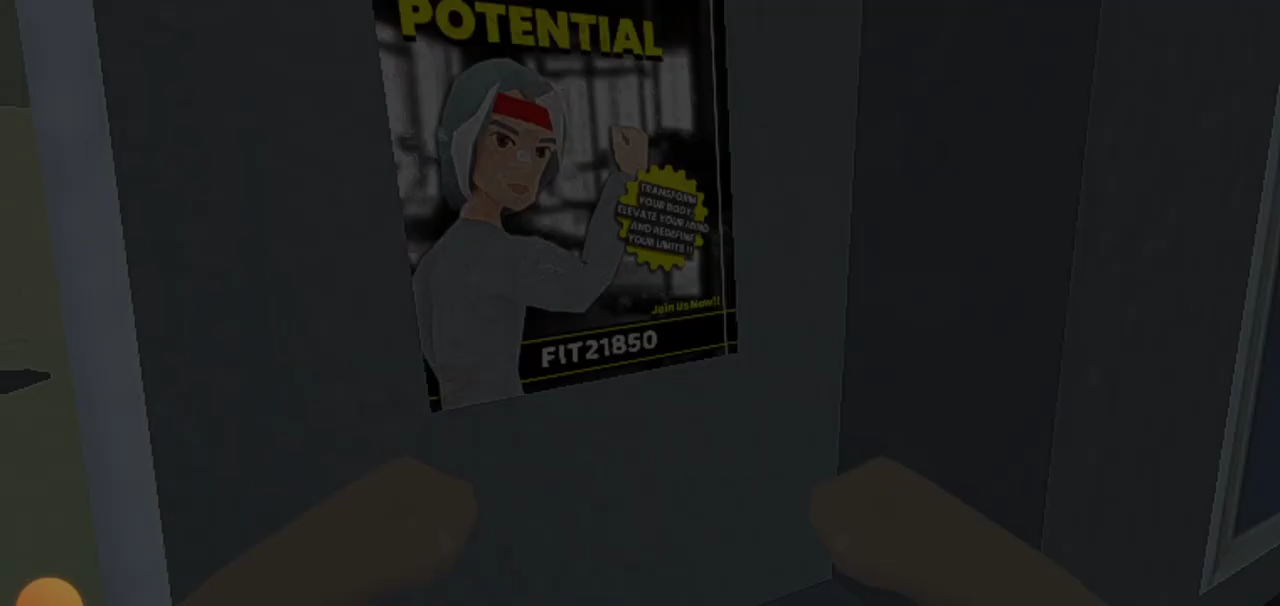 POTENTIAL
TRANSFORM
YOUR BODY,
ELEVATE YOUR MIND
AND REDEFINE
YOUR LIMITS !!
Join Us Now!!
FIT21850